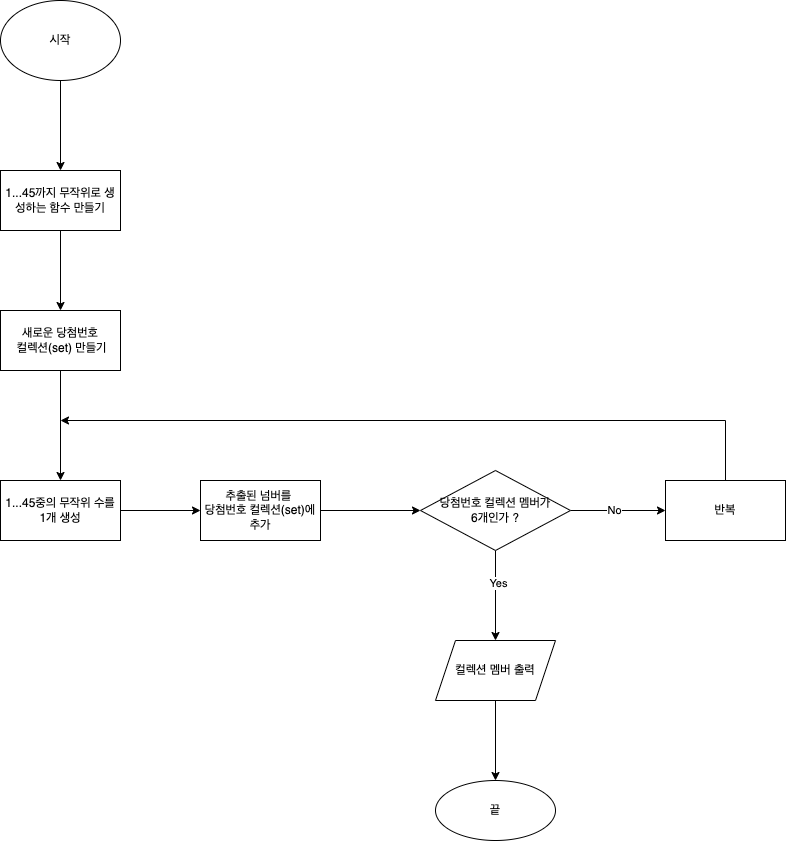 시작
1...45까지 무작위로 생
성하는 함수 만들기
새로운 당첨번호
컬렉션(set) 만들기
1...45중의 무작위 수를
1개 생성
추출된 넘버를
당첨번호 컬렉션(set)에
추가
당첨번호 컬렉션 멤버가
6개인가 ?
No
반복
Yes
컬렉션 멤버 출력
끝